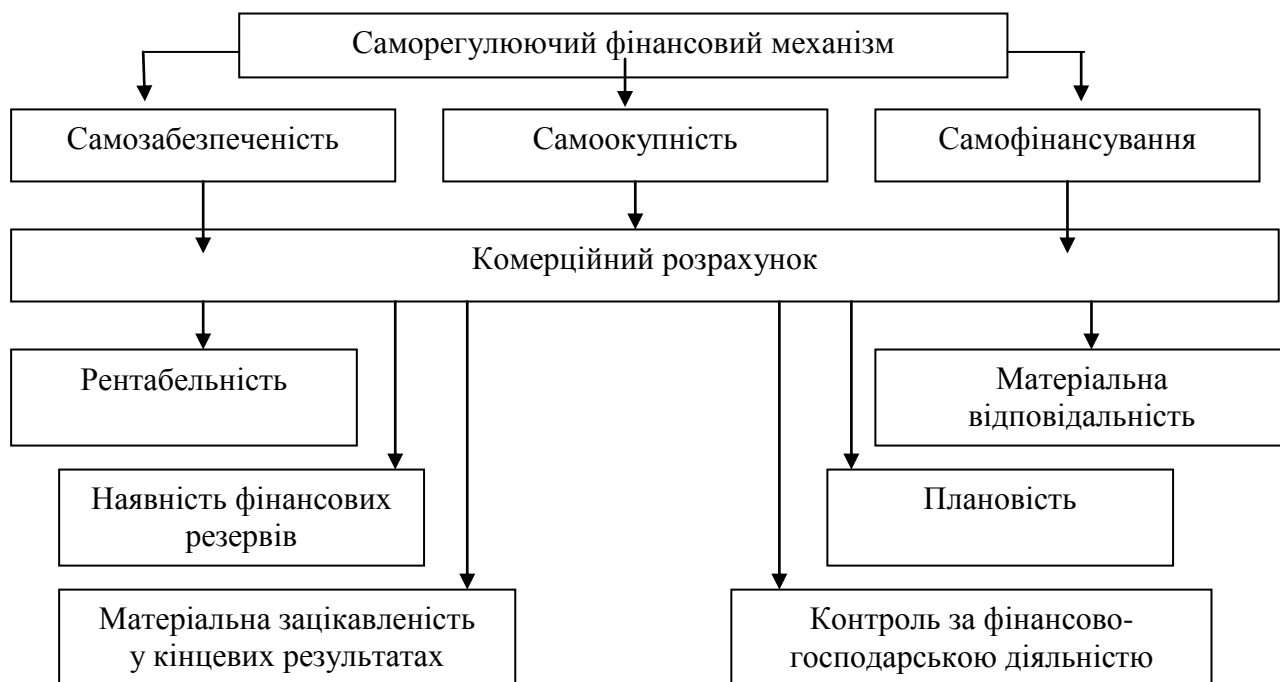 Саморегулюючий фінансовий механізм
Самозабезпеченість
Самоокупність
Самофінансування
Комерційний розрахунок
Рентабельність
Матеріальна
відповідальність
Наявність фінансових
резервів
Плановість
Матеріальна зацікавленість
у кінцевих результатах
Контроль за фінансово-
господарською діяльністю